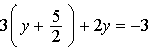 3(y + 5/2) + 2y = −3